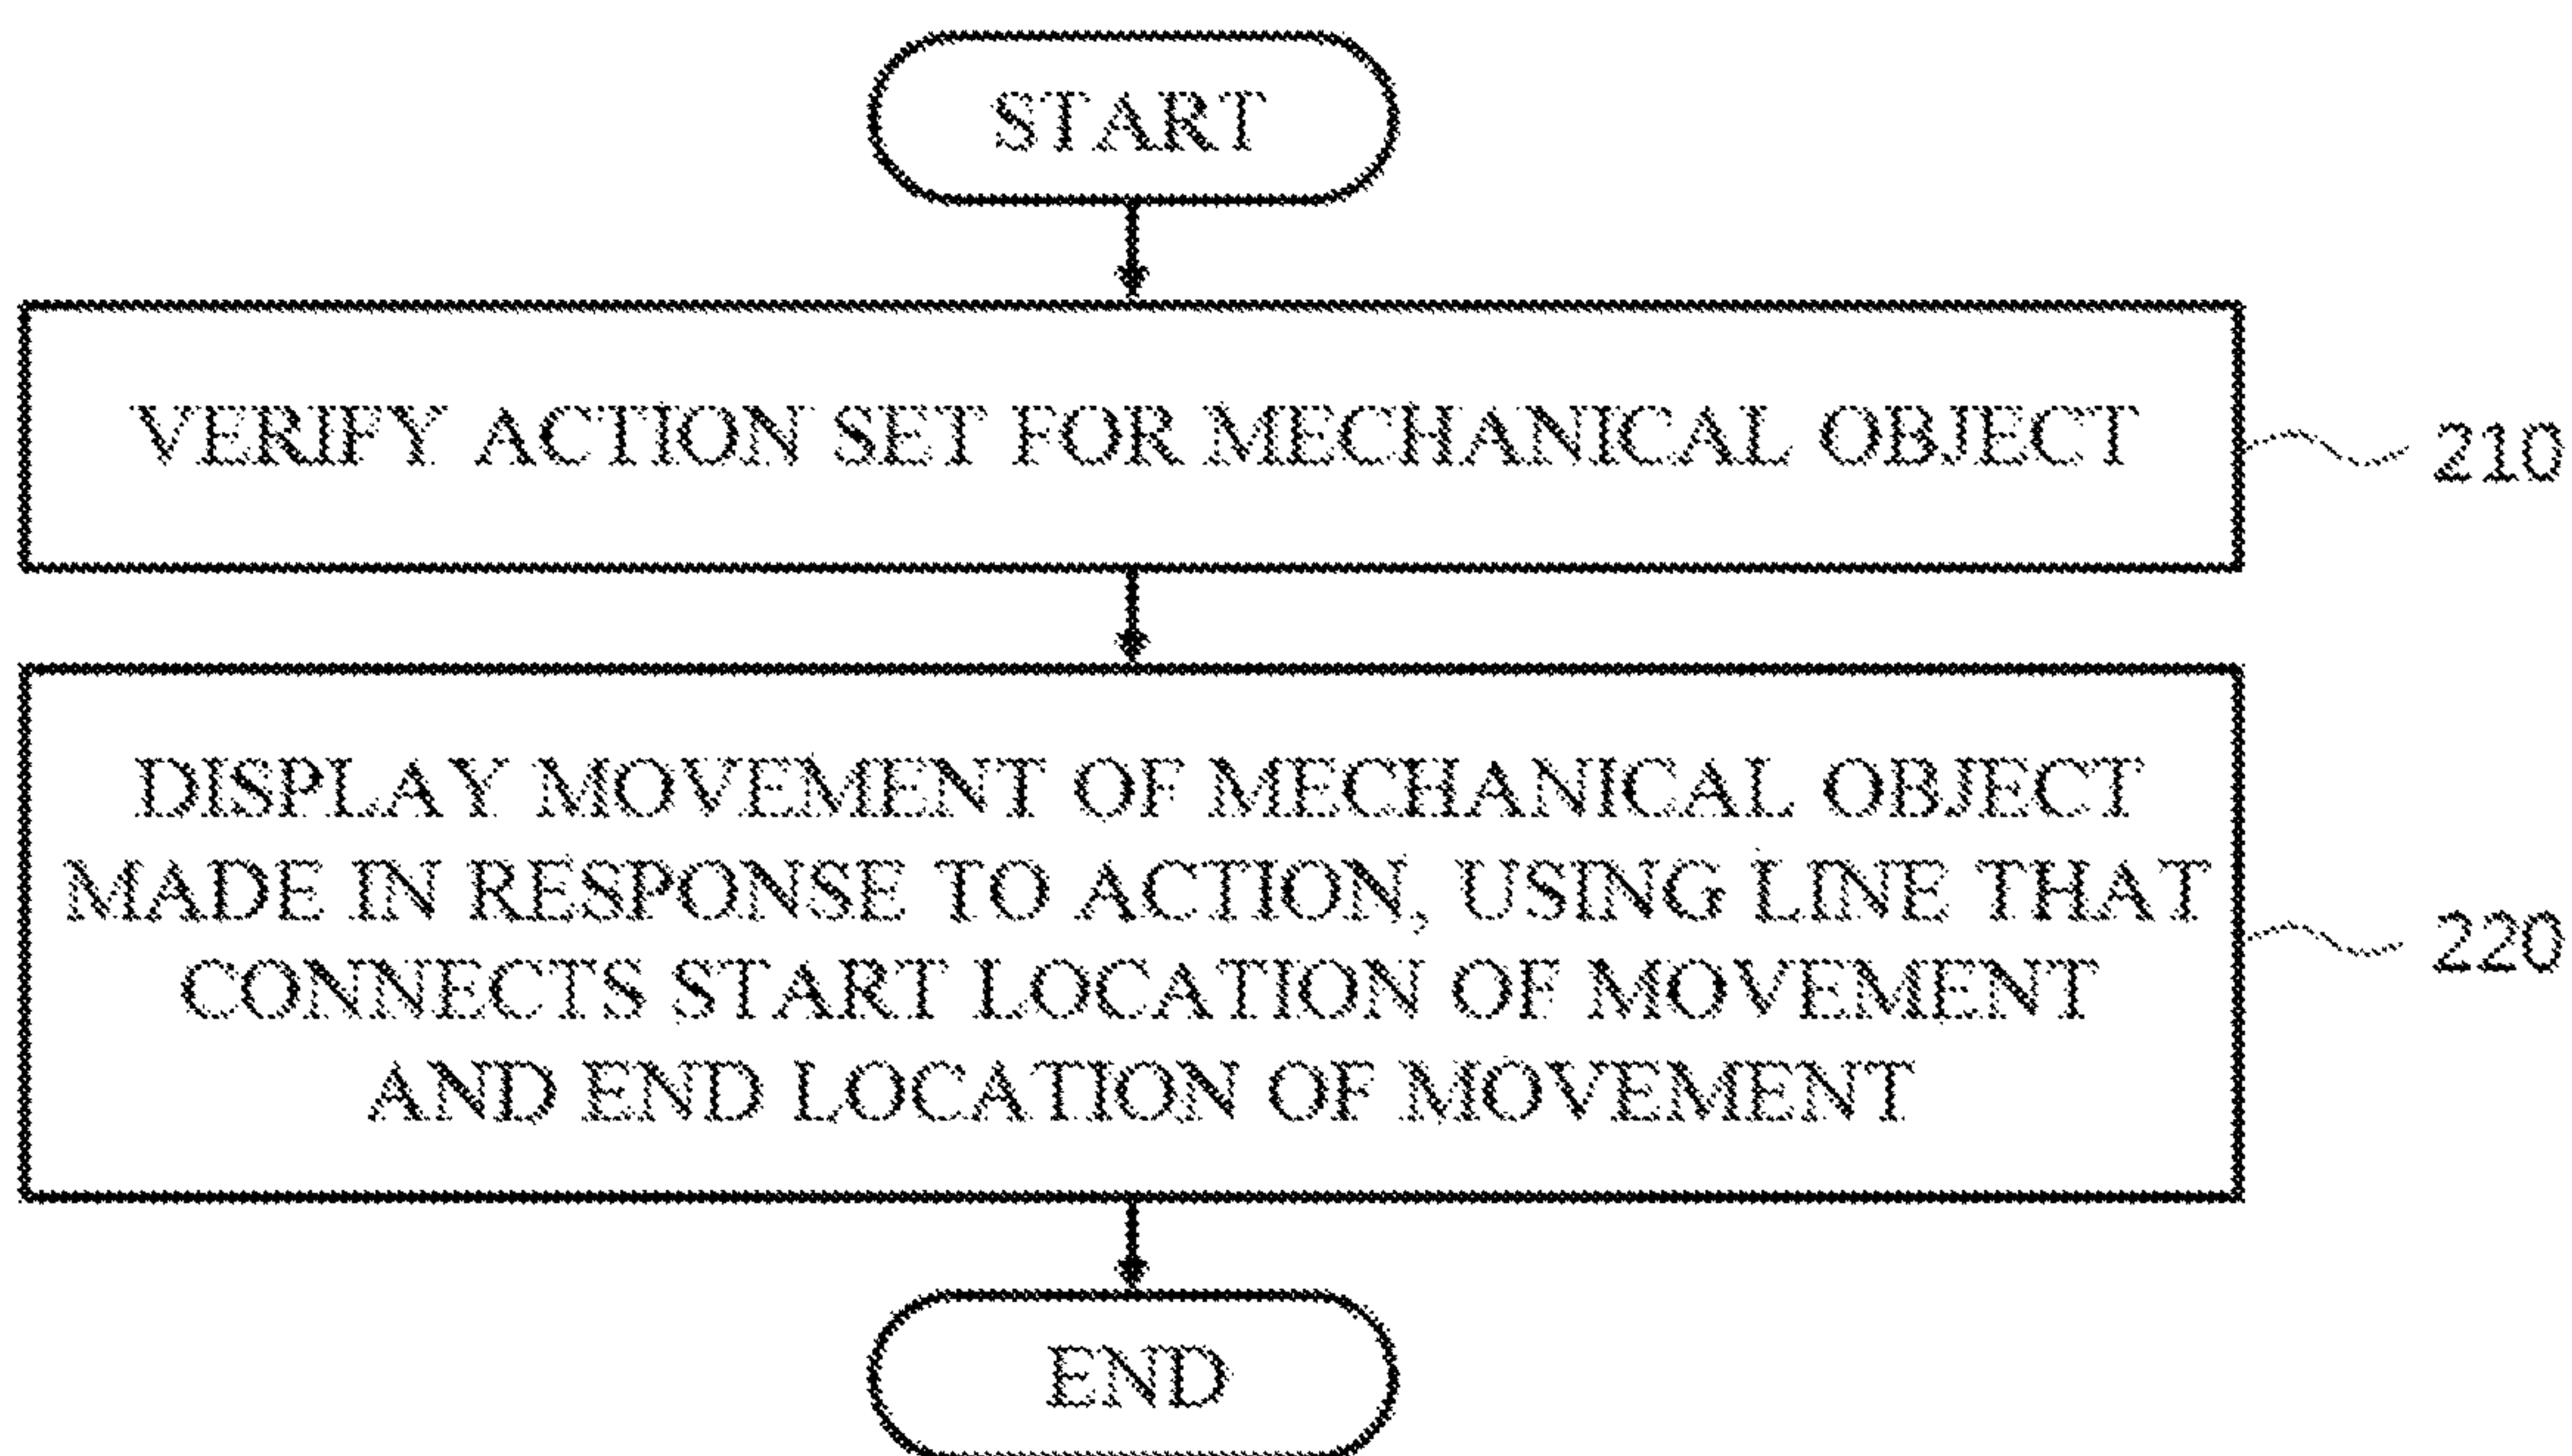 START
VERIFY ACTION SET FOR MECHANICAL OBJECT
210
DISPLAY MOVEMENT OF MECHANICAL OBJECT
MADE IN RESPONSE TO ACTION, USING LINE THAT
CONNECTS START LOCATION OF MOVEMENT
AND END LOCATION OF MOVEMENT
220
END